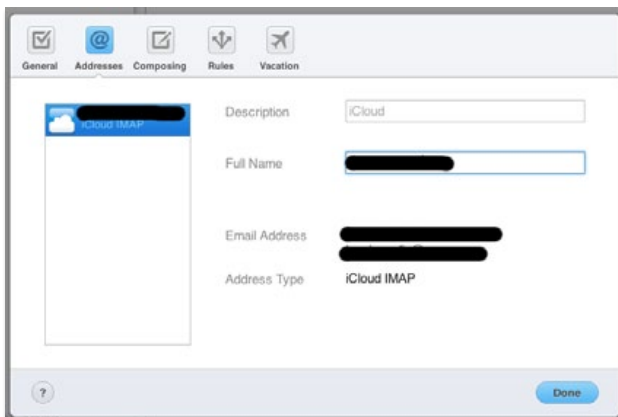 General Addresses Composing Rules Vacation
iCloud IMAP
Description iCloud
Full Name
Email Address
Address Type iCloud IMAP
?
Done